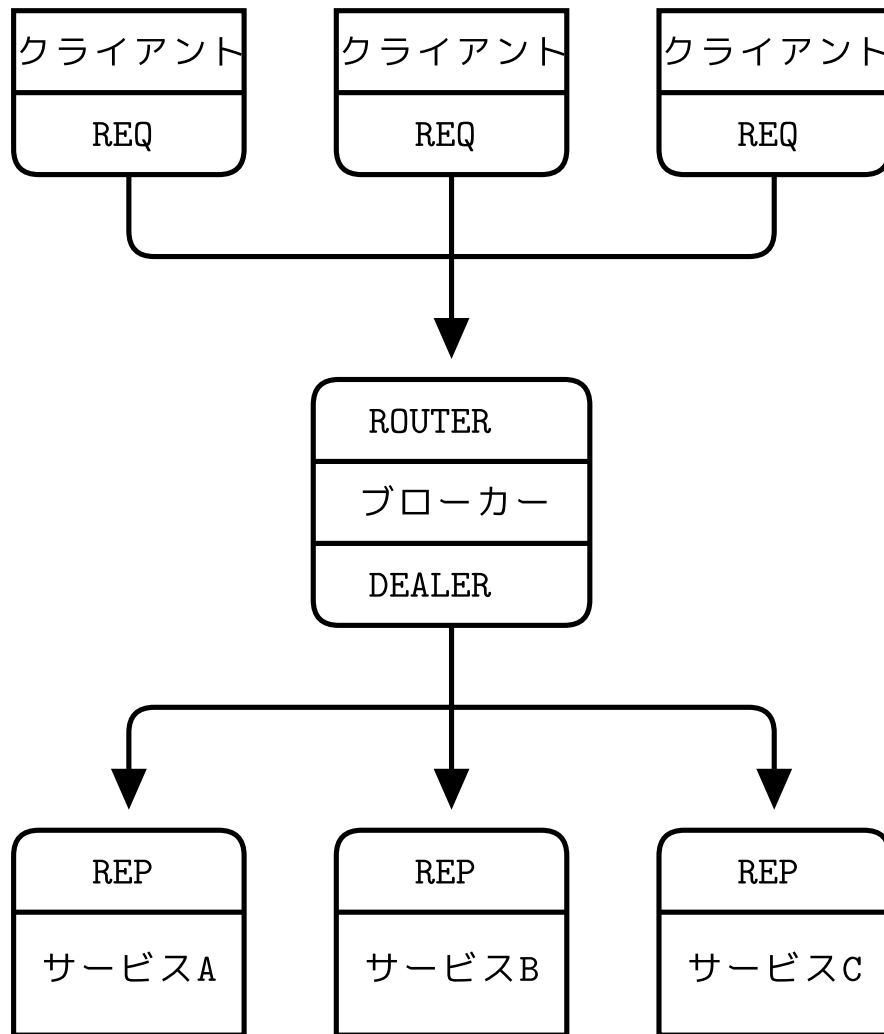 クライアント クライアント クライアント
REQ REQ REQ
ROUTER
ブローカー
DEALER
REP REP REP
サービスA サービスB サービスC